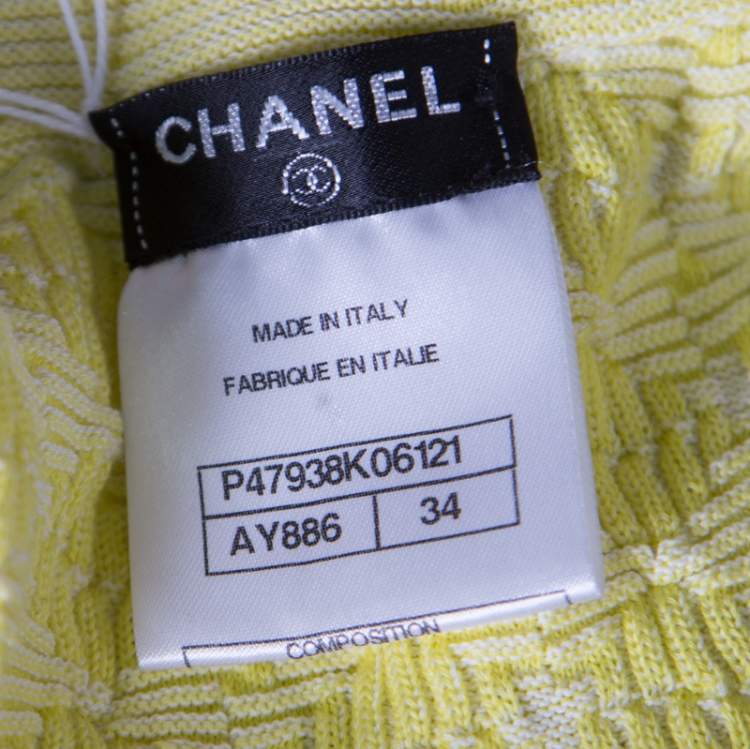 CHANEL
MADE IN ITALY
FABRIQUE EN ITALIE
P47938K06121
AY886 34
COMPOSITION